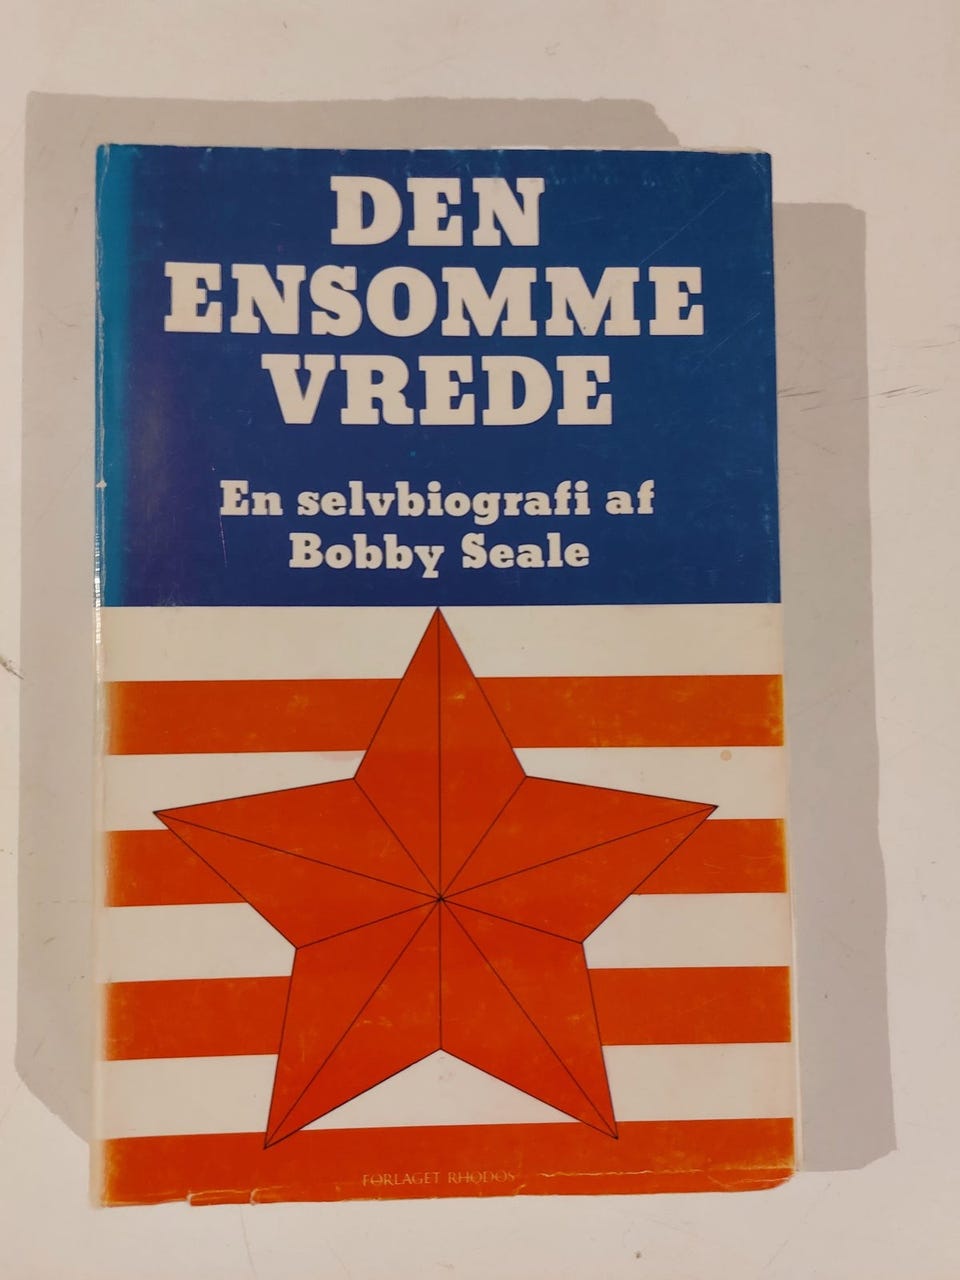 DEN
ENSOMME
VREDE
En selvbiografi af
Bobby Seale
FORLAGET RHODOS